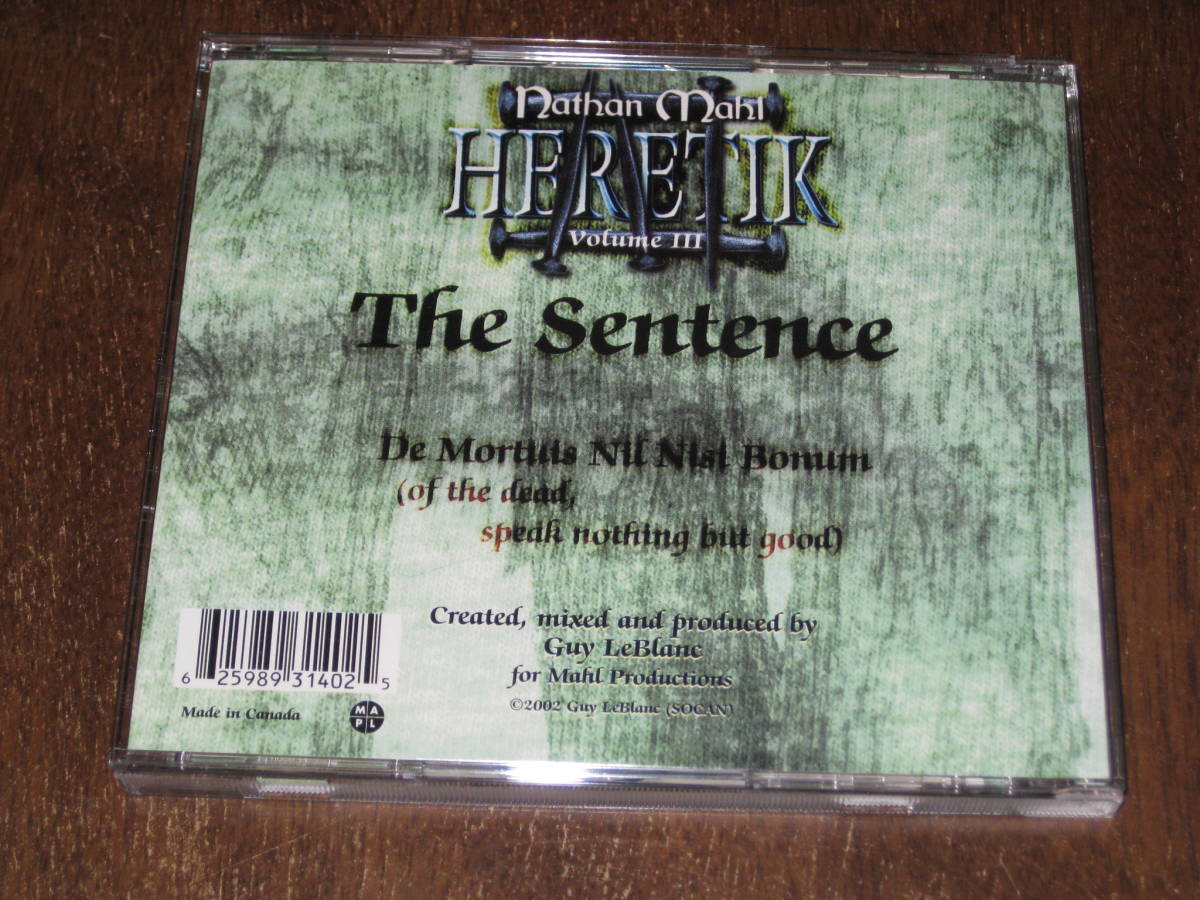 Nathan Mahl
HERETIK
Volume III
The Sentence
De Mortuis Nil Nisi Bonum
(of the dead,
speak nothing but good)
Created, mixed and produced by
Guy LeBlanc
for Mahl Productions
©2002 Guy LeBlanc (SOCAN)
6 25989 31402 5
Made in Canada
MA
PL